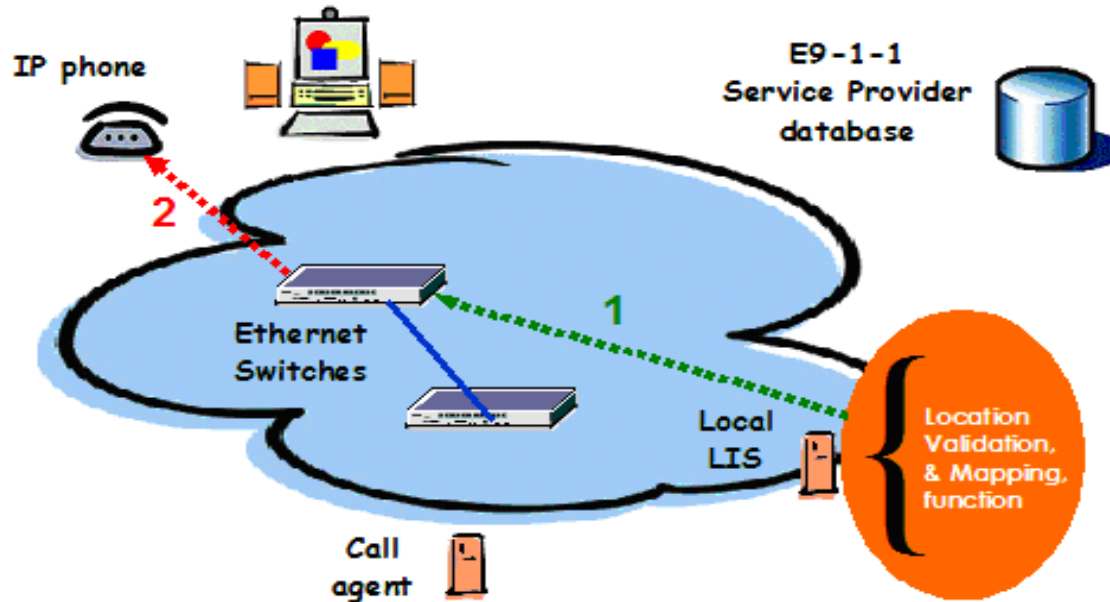 IP phone
E9-1-1
Service Provider
database
2
1
Ethernet
Switches
Local
LIS
Location
Validation,
& Mapping,
function
Call
agent